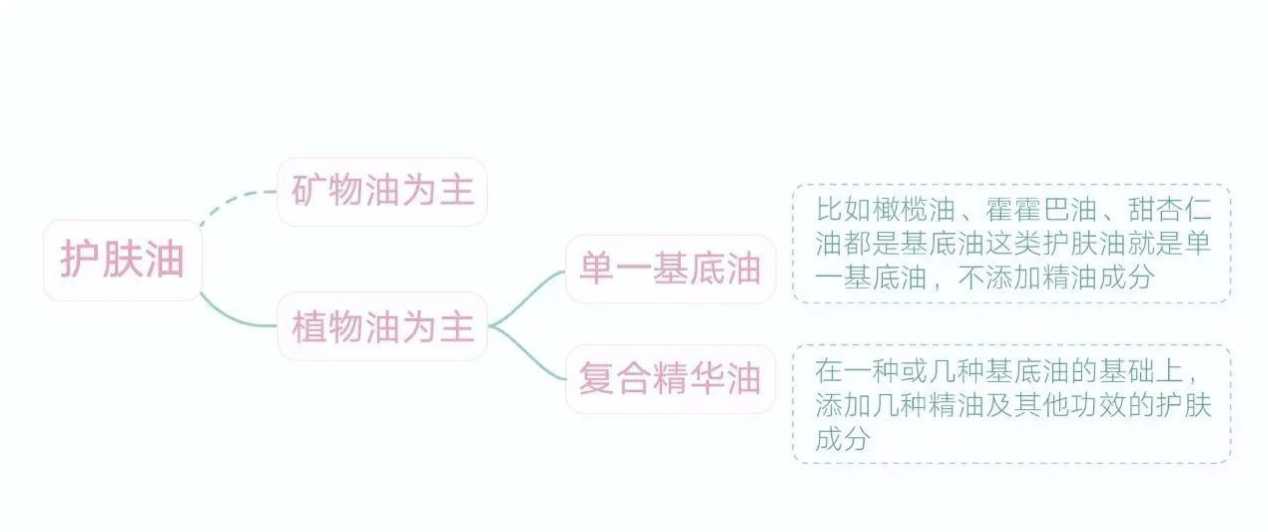 护肤油
矿物油为主
植物油为主
单一基底油
比如橄榄油、霍霍巴油、甜杏仁
油都是基底油这类护肤油就是单
一基底油，不添加精油成分
复合精华油
在一种或几种基底油的基础上，
添加几种精油及其他功效的护肤
成分